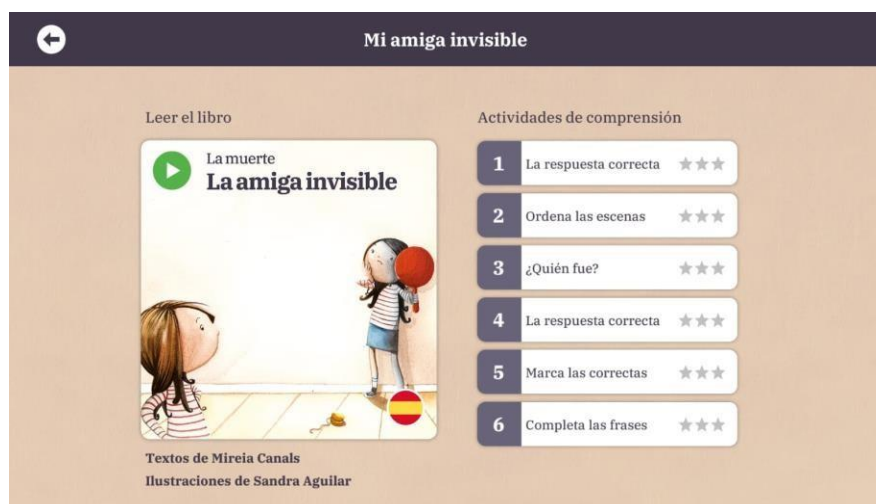 Mi amiga invisible
Leer el libro
La muerte
La amiga invisible
Textos de Mireia Canals
Ilustraciones de Sandra Aguilar
Actividades de comprensión
1 La respuesta correcta
2 Ordena las escenas
3 ¿Quién fue?
4 La respuesta correcta
5 Marca las correctas
6 Completa las frases